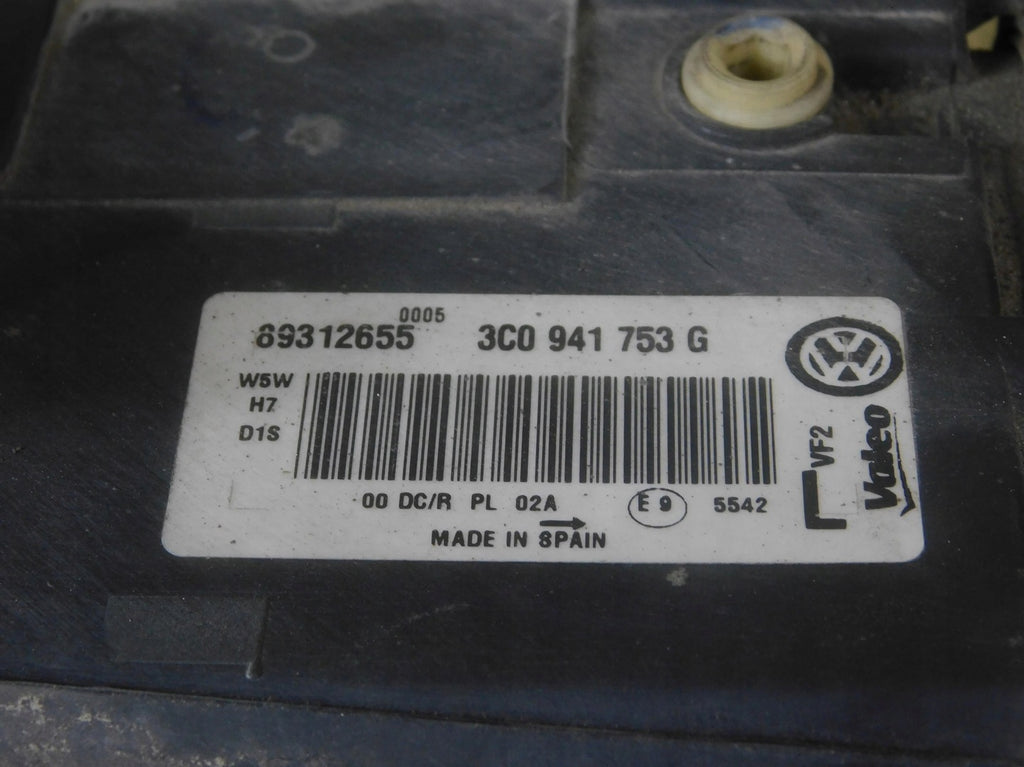 0005
89312655 3C0 941 753 G
W5W
H7
D1S
00 DC/R PL 02A E 9 5542
MADE IN SPAIN
L VF2
Valeo